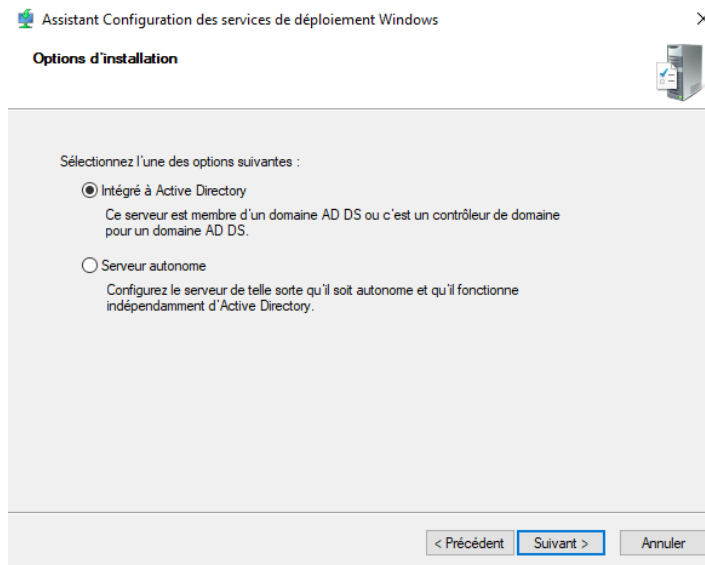 Assistant Configuration des services de déploiement Windows
Options d'installation
Sélectionnez l'une des options suivantes :
Intégré à Active Directory
Ce serveur est membre d'un domaine AD DS ou c'est un contrôleur de domaine
pour un domaine AD DS.
Serveur autonome
Configurez le serveur de telle sorte qu'il soit autonome et qu'il fonctionne
indépendamment d'Active Directory.
< Précédent Suivant > Annuler